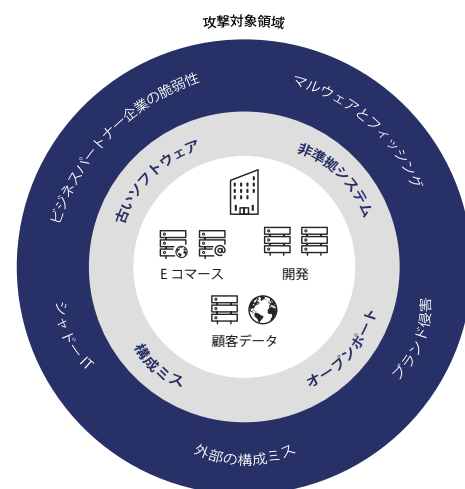 攻撃対象領域
ビジネスパートナー企業の脆弱性
マルウェアとフィッシング
古いソフトウェア
非準拠システム
Eコマース
開発
顧客データ
シャドーIT
構成ミス
オープンポート
ブランド侵害
外部の構成ミス